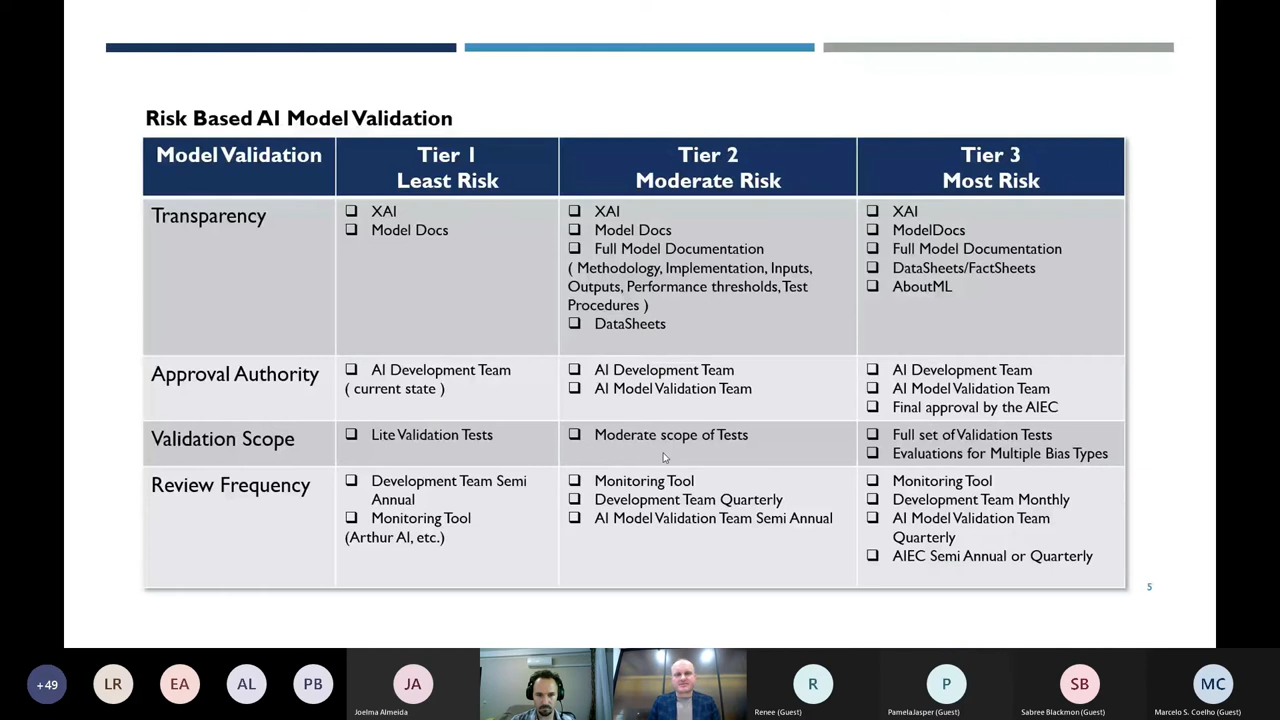 Risk Based AI Model Validation
Model Validation
Tier 1
Least Risk
Tier 2
Moderate Risk
Tier 3
Most Risk
Transparency
XAI
Model Docs
XAI
Model Docs
Full Model Documentation
( Methodology, Implementation, Inputs,
Outputs, Performance thresholds, Test
Procedures )
DataSheets
XAI
ModelDocs
Full Model Documentation
DataSheets/FactSheets
AboutML
Approval Authority
AI Development Team
( current state )
AI Development Team
AI Model Validation Team
AI Development Team
AI Model Validation Team
Final approval by the AIEC
Validation Scope
Lite Validation Tests
Moderate scope of Tests
Full set of Validation Tests
Evaluations for Multiple Bias Types
Review Frequency
Development Team Semi
Annual
Monitoring Tool
(Arthur AI, etc.)
Monitoring Tool
Development Team Quarterly
AI Model Validation Team Semi Annual
Monitoring Tool
Development Team Monthly
AI Model Validation Team
Quarterly
AIEC Semi Annual or Quarterly
5
+49
LR
EA
AL
PB
JA
Joelma Almeida
R
Renee (Guest)
P
PamelaJasper (Guest)
SB
Sabree Blackmon (Guest)
MC
Marcelo S. Coelho (Guest)